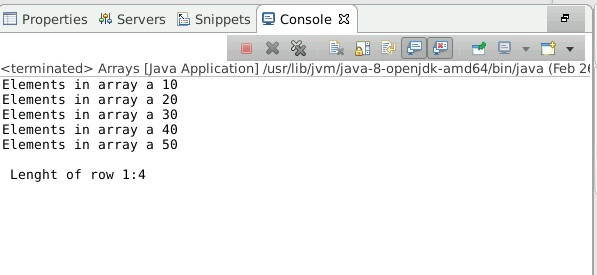 Properties Servers Snippets Console
<terminated> Arrays [Java Application] /usr/lib/jvm/java-8-openjdk-amd64/bin/java (Feb 26
Elements in array a 10
Elements in array a 20
Elements in array a 30
Elements in array a 40
Elements in array a 50
Lenght of row 1:4